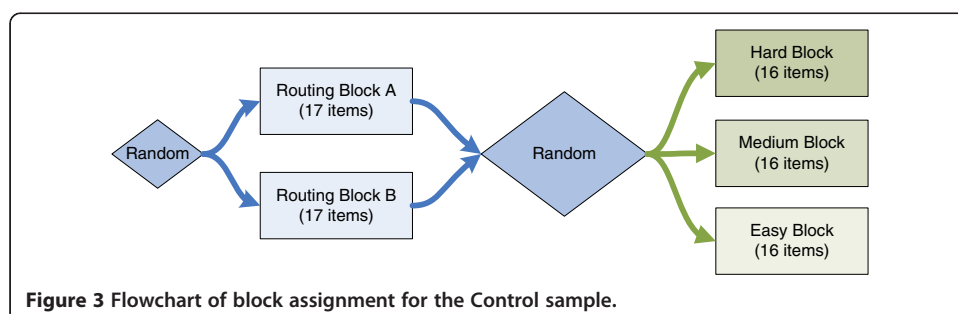 Random
Routing Block A
(17 items)
Routing Block B
(17 items)
Random
Hard Block
(16 items)
Medium Block
(16 items)
Easy Block
(16 items)
Figure 3 Flowchart of block assignment for the Control sample.